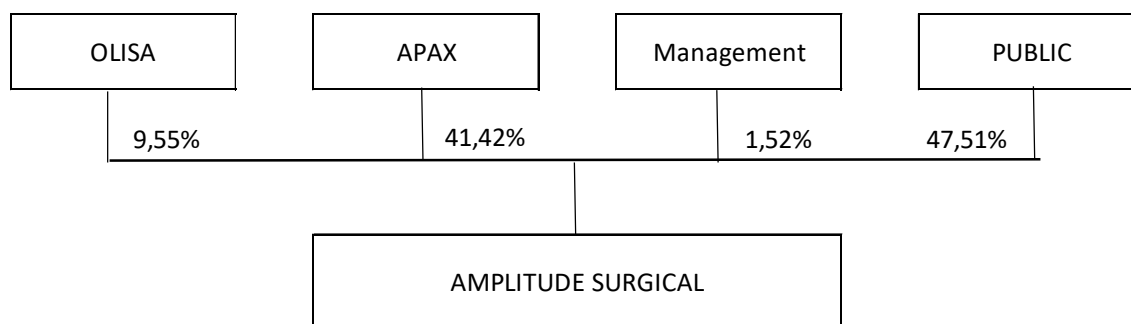 OLISA
APAX
Management
PUBLIC
9,55%
41,42%
1,52%
47,51%
AMPLITUDE SURGICAL